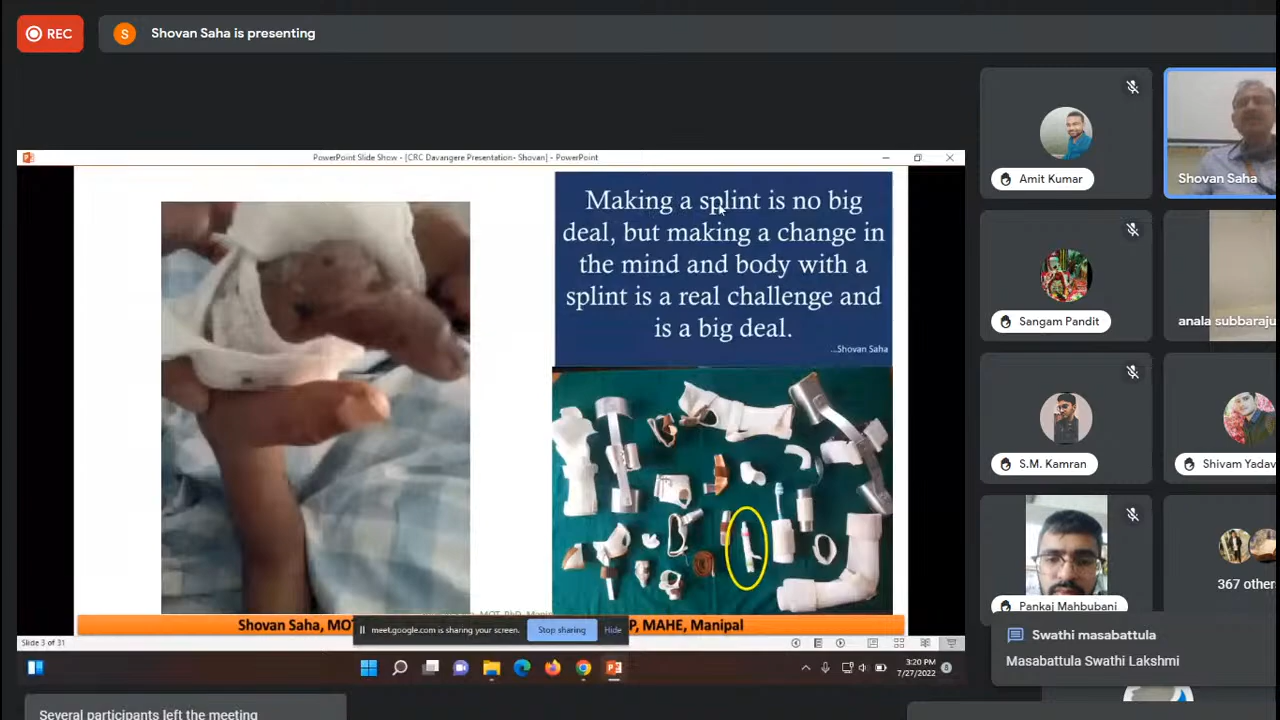 REC
S
Shovan Saha is presenting
PowerPoint Slide Show - [CRC Davangere Presentation- Shovan] - PowerPoint
Making a splint is no big
deal, but making a change in
the mind and body with a
splint is a real challenge and
is a big deal.
...Shovan Saha
Shovan Saha, MOT
P, MAHE, Manipal
meet.google.com is sharing your screen.
Stop sharing
Hide
Slide 3 of 31
3:20 PM
7/27/2022
Amit Kumar
Shovan Saha
Sangam Pandit
anala subbaraju
S.M. Kamran
Shivam Yadav
Pankaj Mahbubani
367 other
Swathi masabattula
Masabattula Swathi Lakshmi
Several participants left the meeting